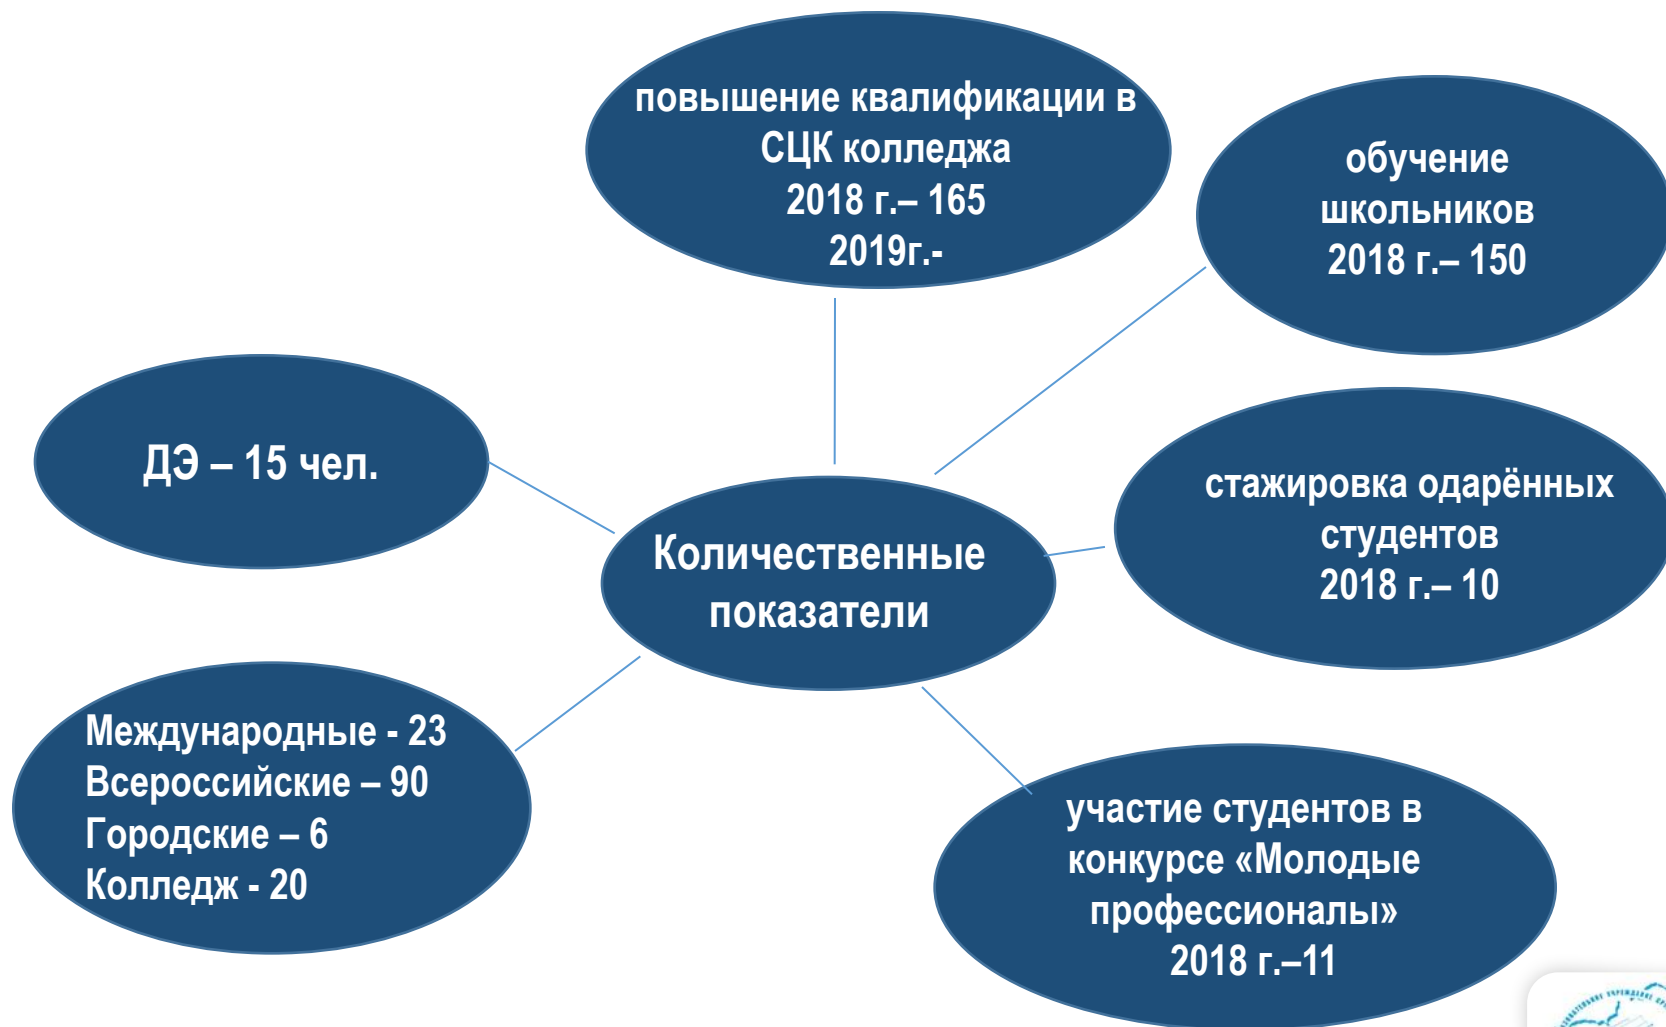 повышение квалификации в
СЦК колледжа
2018 г.– 165
2019г.-
обучение
школьников
2018 г.– 150
ДЭ – 15 чел.
стажировка одарённых
студентов
2018 г.– 10
Количественные
показатели
Международные - 23
Всероссийские – 90
Городские – 6
Колледж - 20
участие студентов в
конкурсе «Молодые
профессионалы»
2018 г.–11